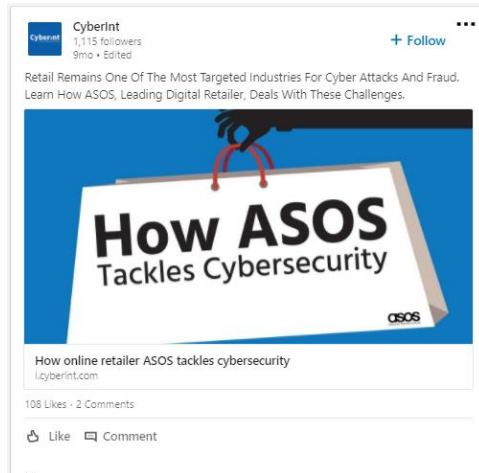 CyberInt
CyberInt
1,115 followers
9mo • Edited
+ Follow
Retail Remains One Of The Most Targeted Industries For Cyber Attacks And Fraud.
Learn How ASOS, Leading Digital Retailer, Deals With These Challenges.
How ASOS
Tackles Cybersecurity
asos
How online retailer ASOS tackles cybersecurity
l.cyberint.com
108 Likes · 2 Comments
Like Comment